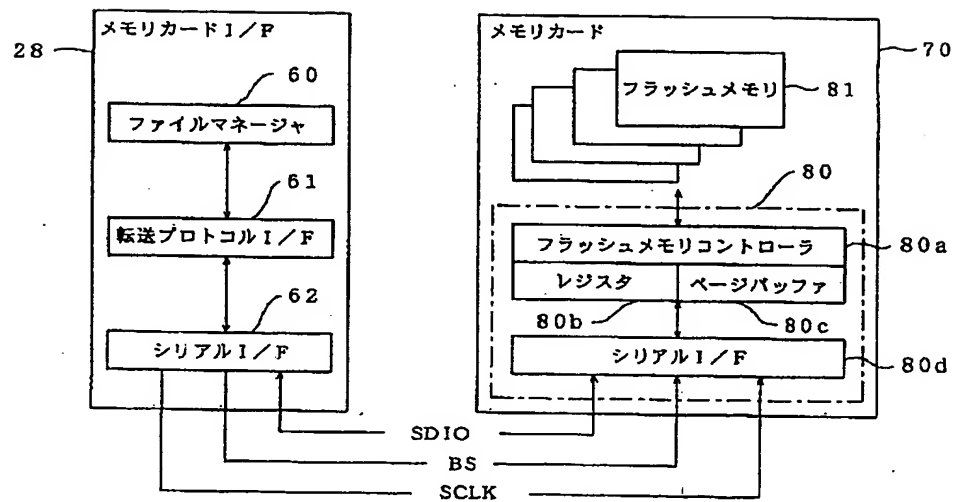 メモリカードI/F
28
60
ファイルマネージャ
61
転送プロトコルI/F
62
シリアルI/F
メモリカード
70
フラッシュメモリ
81
80
フラッシュメモリコントローラ
80a
レジスタ
ページバッファ
80b
80c
シリアルI/F
80d
SDIO
BS
SCLK